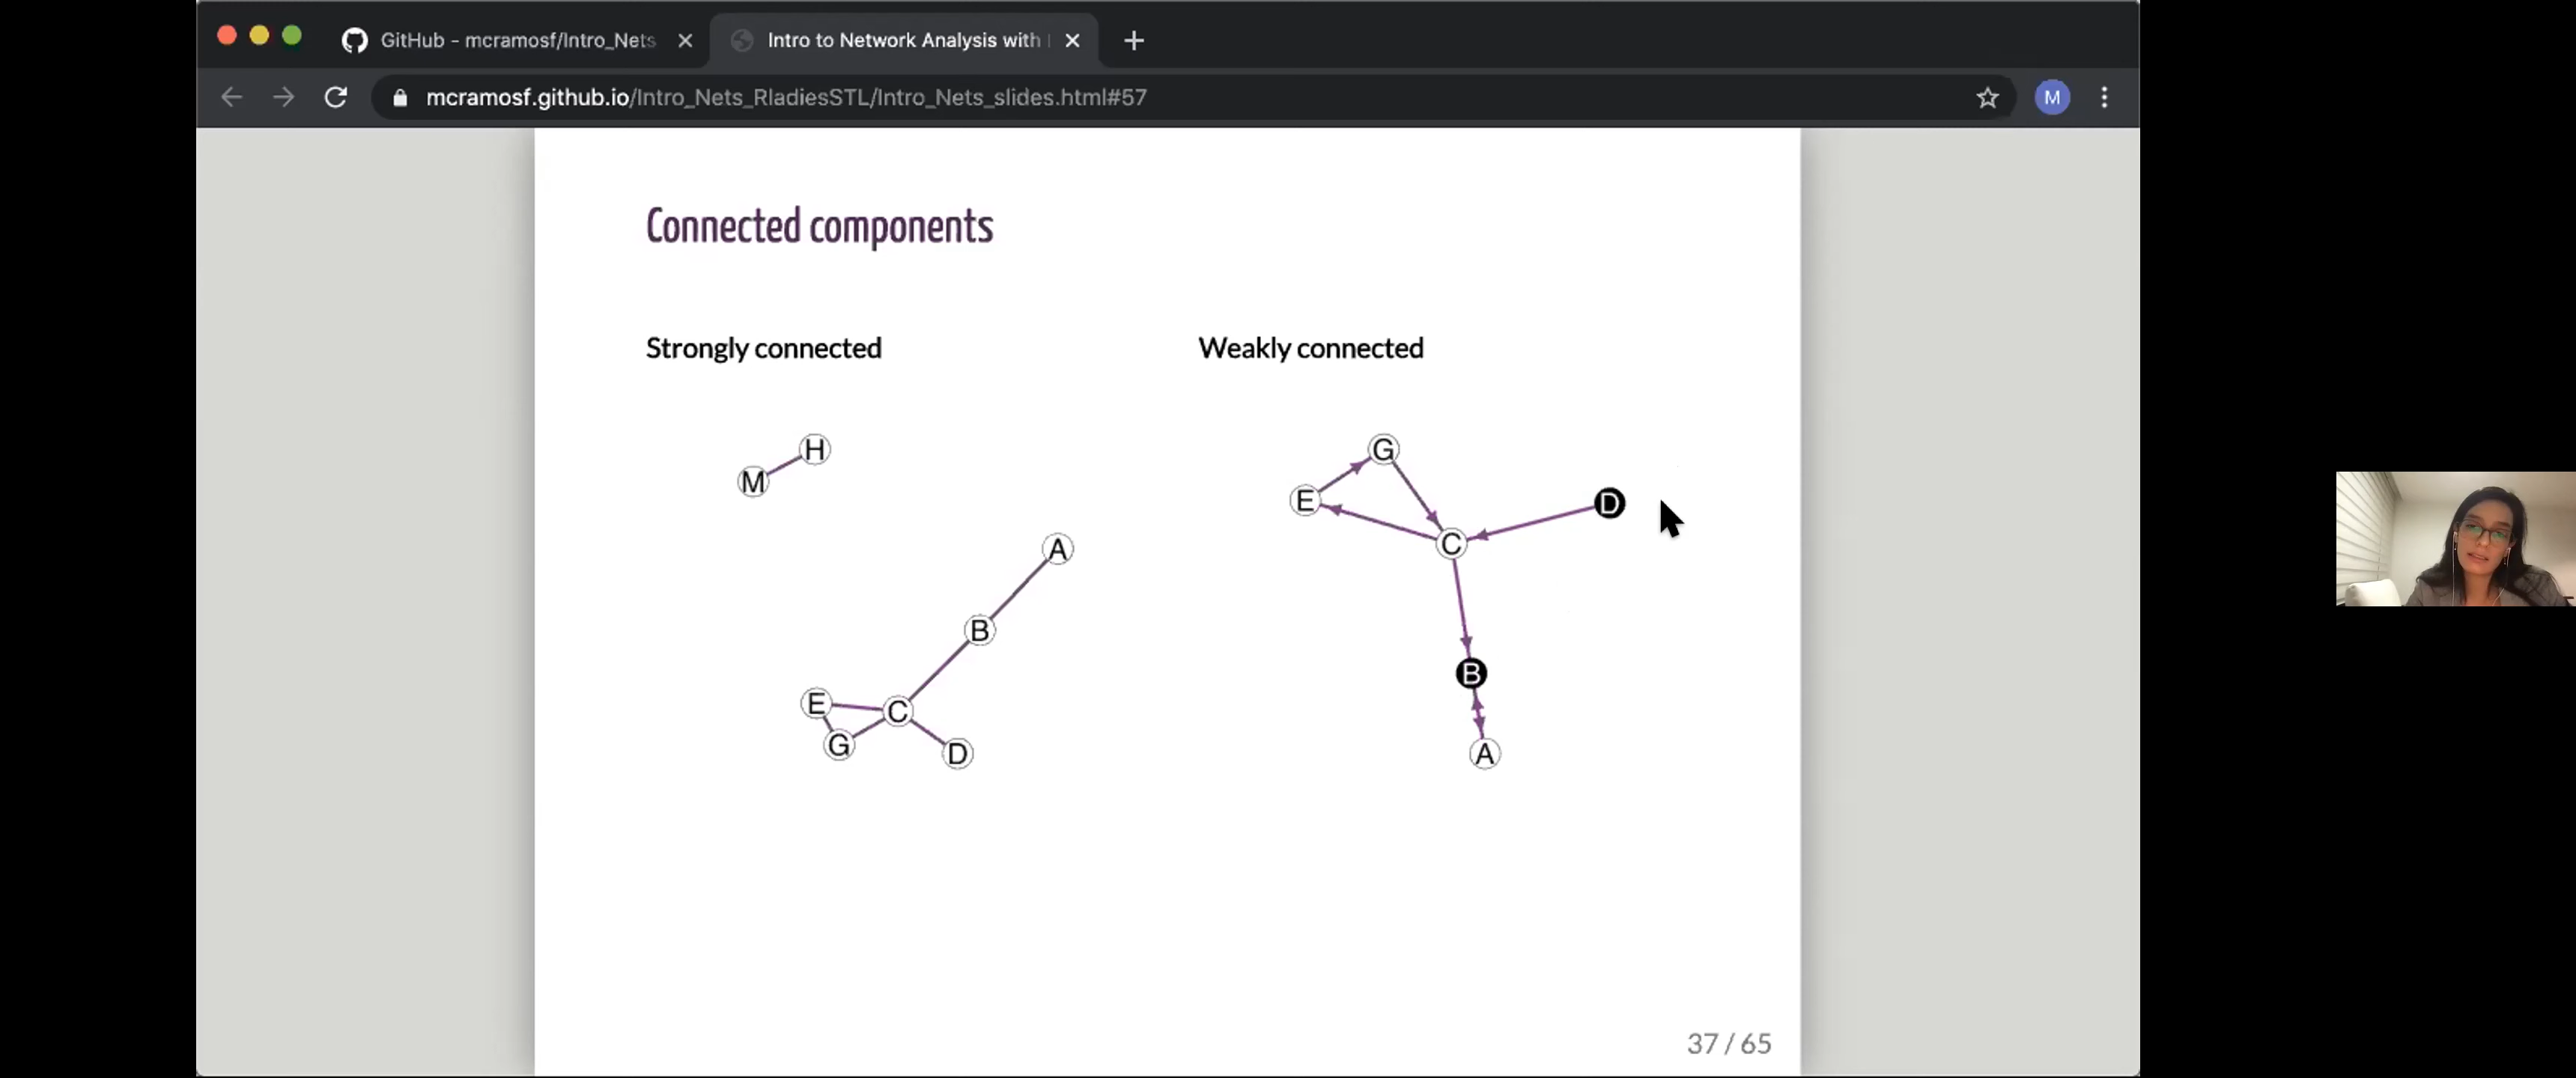 GitHub - mcramosf/Intro_Nets
Intro to Network Analysis with
mcramosf.github.io/Intro_Nets_RladiesSTL/Intro_Nets_slides.html#57
M
Connected components
Strongly connected
Weakly connected
H
M
A
B
E
C
G
D
G
E
D
C
B
A
37 / 65